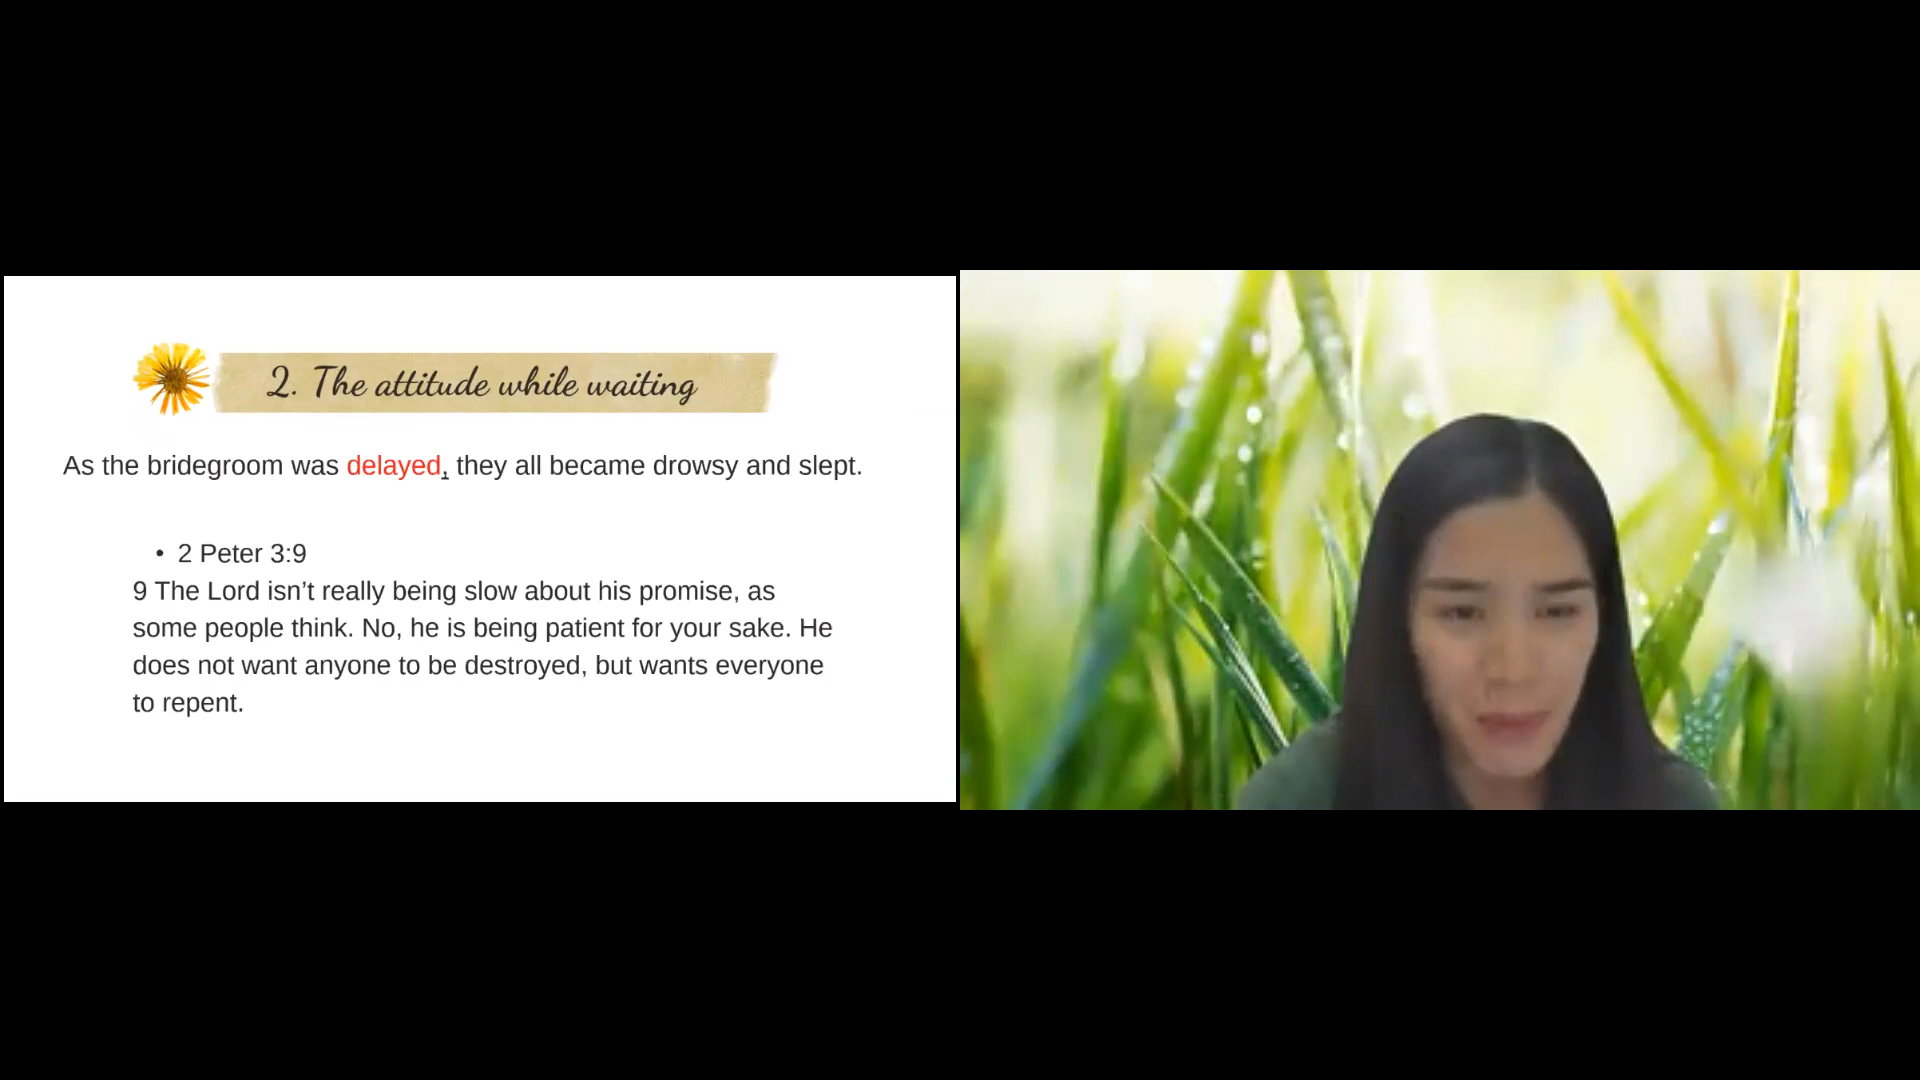 2. The attitude while waiting
As the bridegroom was delayed, they all became drowsy and slept.
• 2 Peter 3:9
9 The Lord isn’t really being slow about his promise, as
some people think. No, he is being patient for your sake. He
does not want anyone to be destroyed, but wants everyone
to repent.